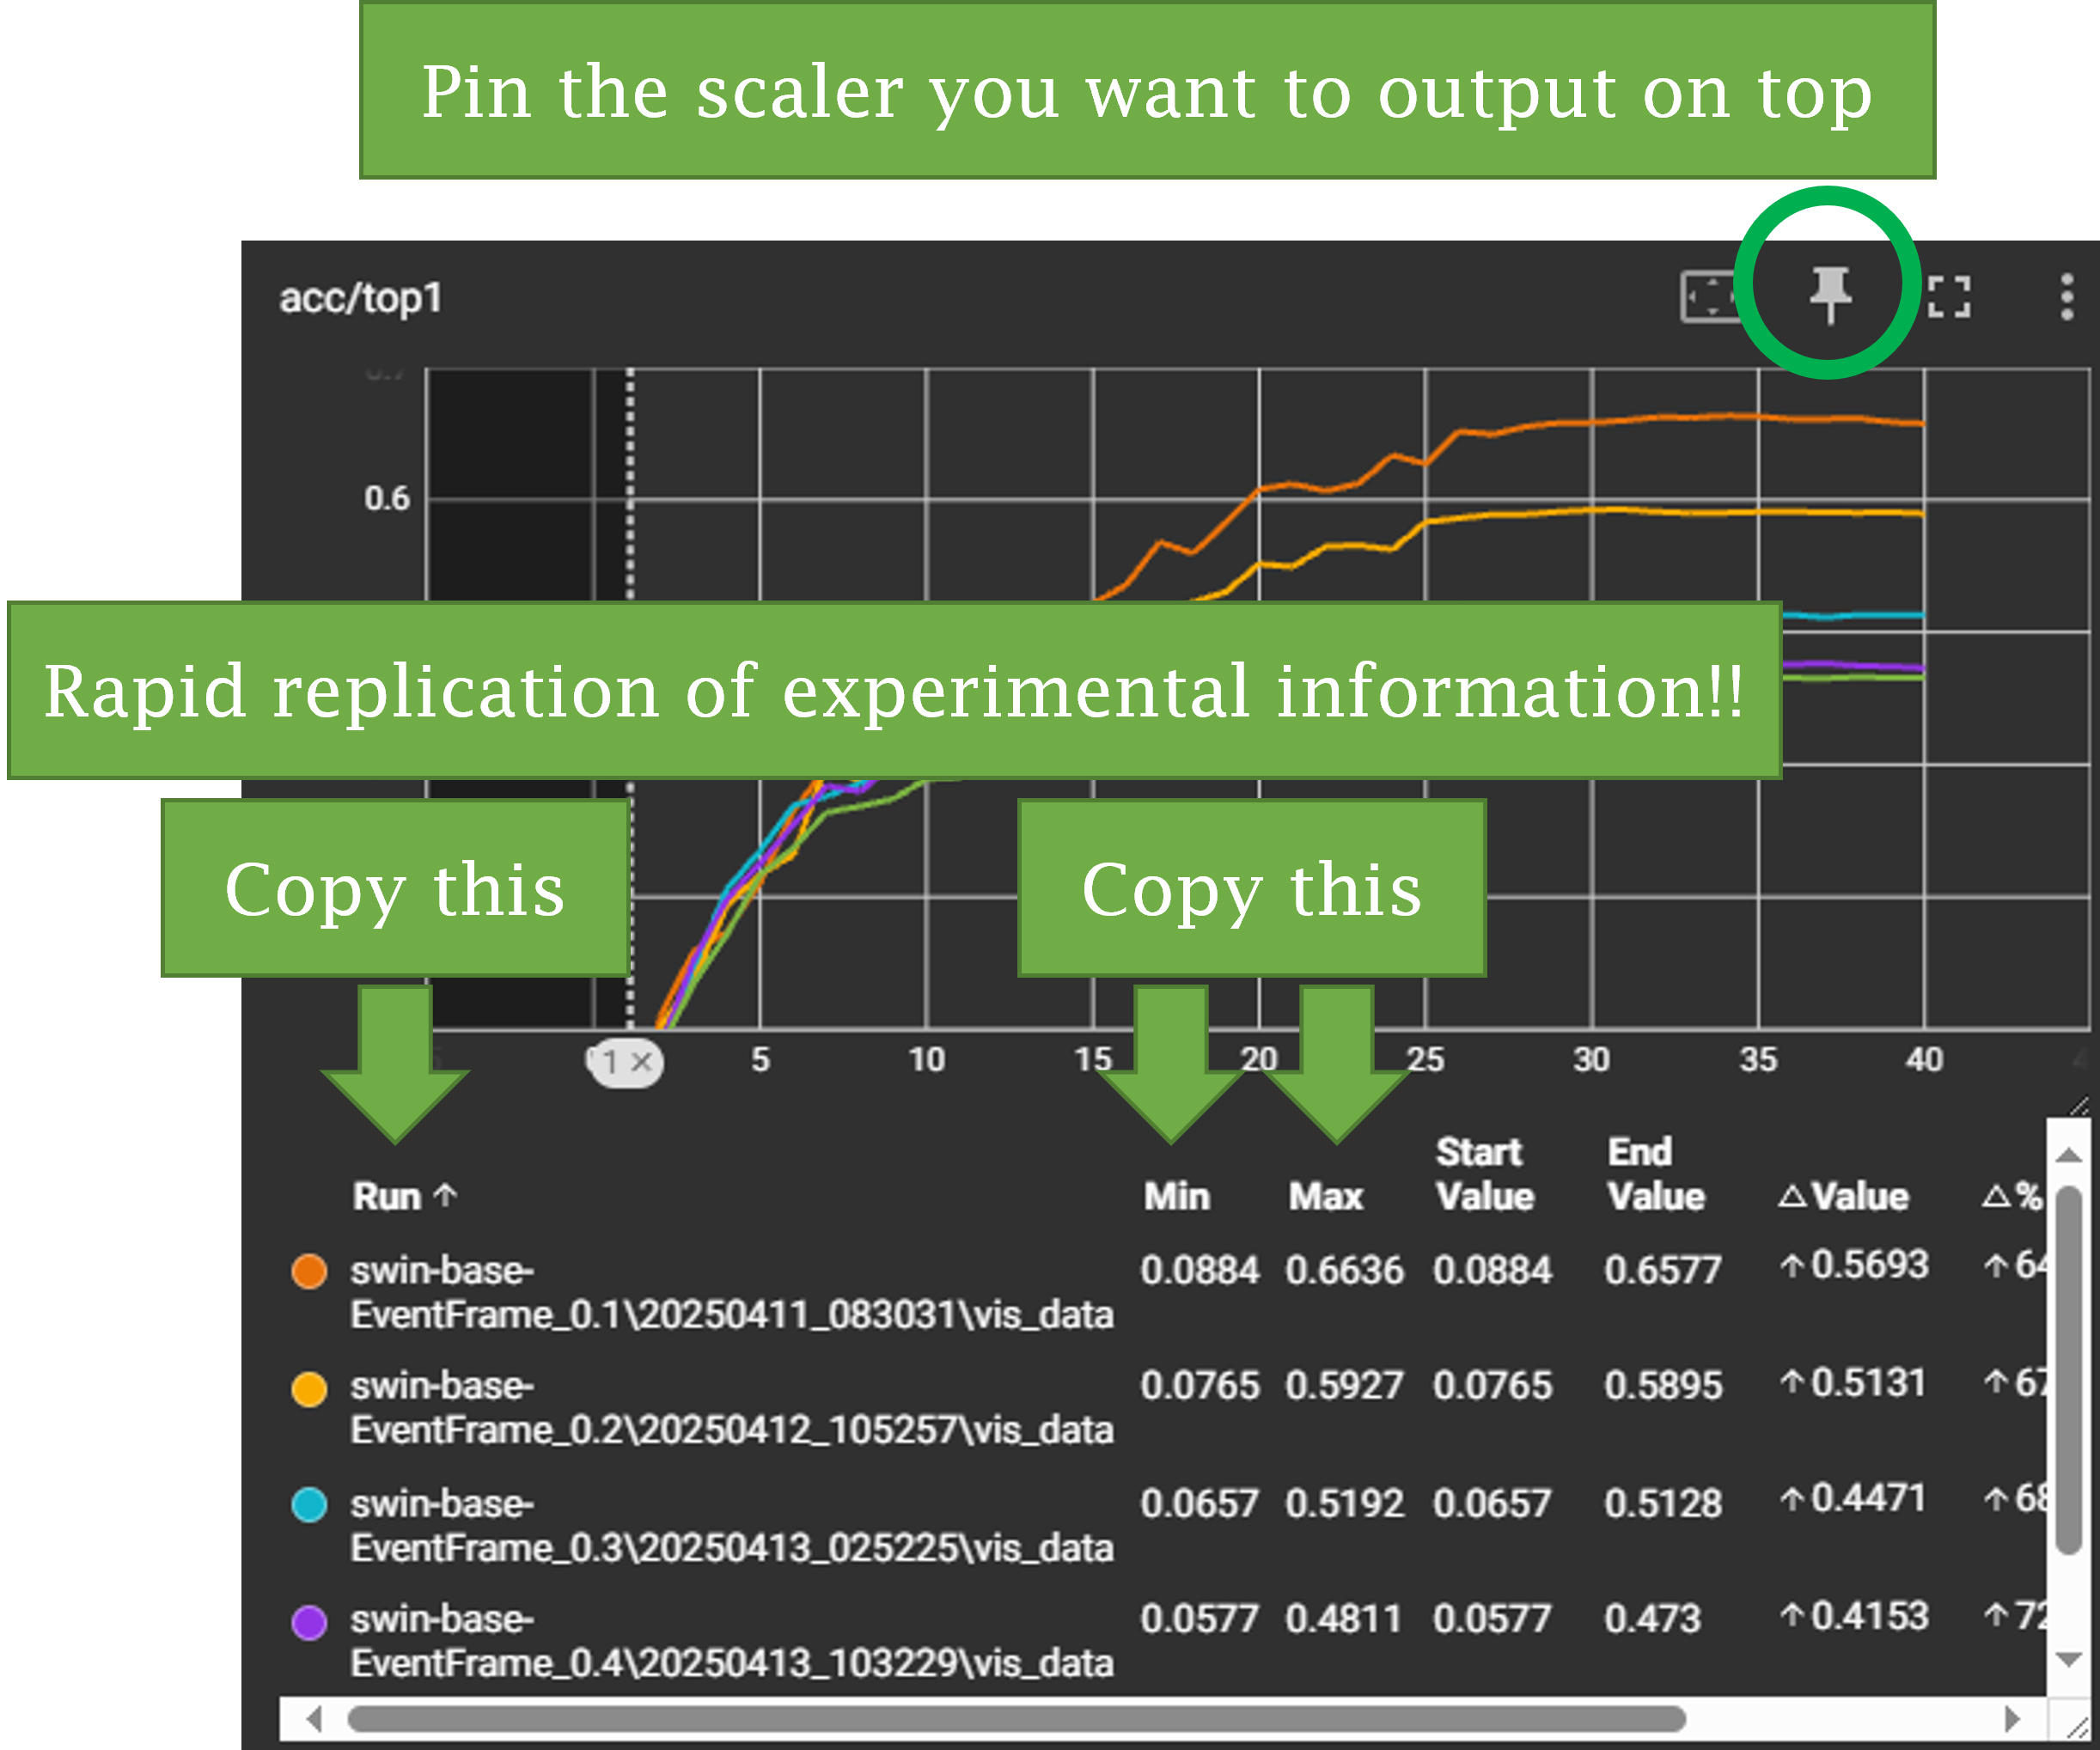 Pin the scaler you want to output on top
acc/top1
0.6
Rapid replication of experimental information!!
Copy this
Copy this
1 ×
5
10
15
20
25
30
35
40
Run ↑
Min
Max
Start Value
End Value
△ Value
△ %
swin-base-
EventFrame_0.1\20250411_083031\vis_data
0.0884 0.6636 0.0884 0.6577 ↑ 0.5693 ↑ 64
swin-base-
EventFrame_0.2\20250412_105257\vis_data
0.0765 0.5927 0.0765 0.5895 ↑ 0.5131 ↑ 67
swin-base-
EventFrame_0.3\20250413_025225\vis_data
0.0657 0.5192 0.0657 0.5128 ↑ 0.4471 ↑ 68
swin-base-
EventFrame_0.4\20250413_103229\vis_data
0.0577 0.4811 0.0577 0.473 ↑ 0.4153 ↑ 72